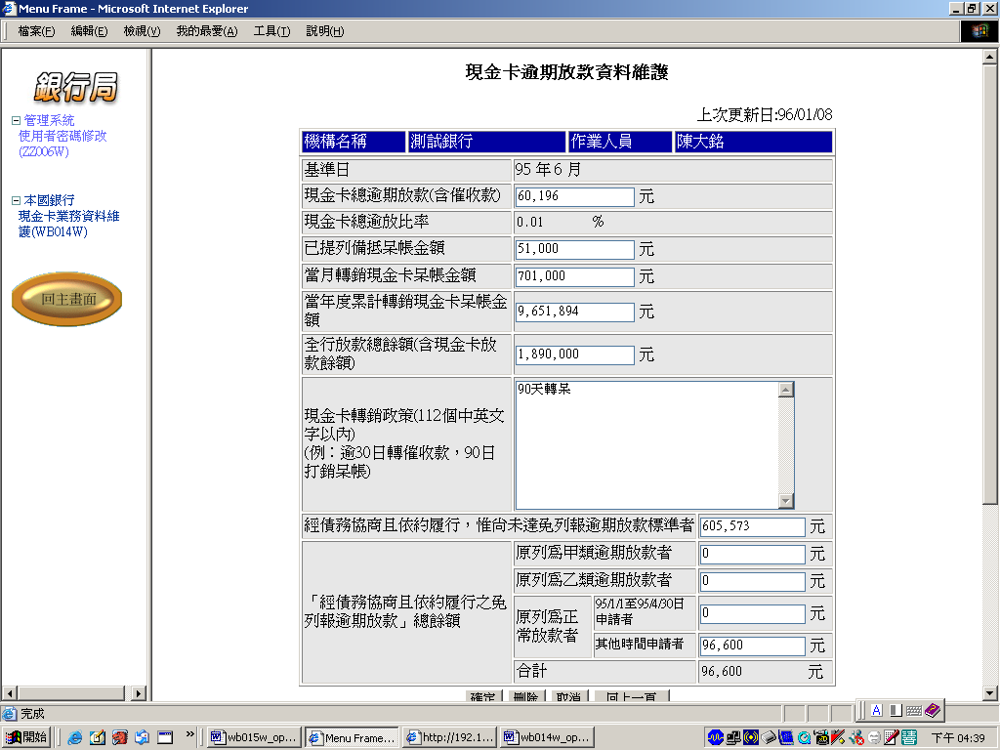 Menu Frame - Microsoft Internet Explorer
檔案(F) 編輯(E) 檢視(V) 我的最愛(A) 工具(T) 說明(H)
銀行局
管理系統
使用者密碼修改
(ZZ006W)
本國銀行
現金卡業務資料維
護(WB014W)
回主畫面
現金卡逾期放款資料維護
上次更新日:96/01/08
機構名稱 測試銀行 作業人員 陳大銘
基準日 95 年 6 月
現金卡總逾期放款(含催收款) 60,196 元
現金卡總逾放比率 0.01 %
已提列備抵呆帳金額 51,000 元
當月轉銷現金卡呆帳金額 701,000 元
當年度累計轉銷現金卡呆帳金
額
9,651,894 元
全行放款總餘額(含現金卡放
款餘額)
1,890,000 元
現金卡轉銷政策(112個中英文
字以內)
(例：逾30日轉催收款，90日
打銷呆帳)
90天轉呆
經債務協商且依約履行，惟尚未達免列報逾期放款標準者 605,573 元
「經債務協商且依約履行之免
列報逾期放款」總餘額
原列為甲類逾期放款者 0 元
原列為乙類逾期放款者 0 元
原列為正
常放款者
95/1/1至95/4/30日
申請者
0 元
其他時間申請者 96,600 元
合計 96,600 元
確定 刪除 取消 回上一頁
完成
A
開始 wb015w_op... Menu Frame... http://192.1... wb014w_op... 下午 04:39